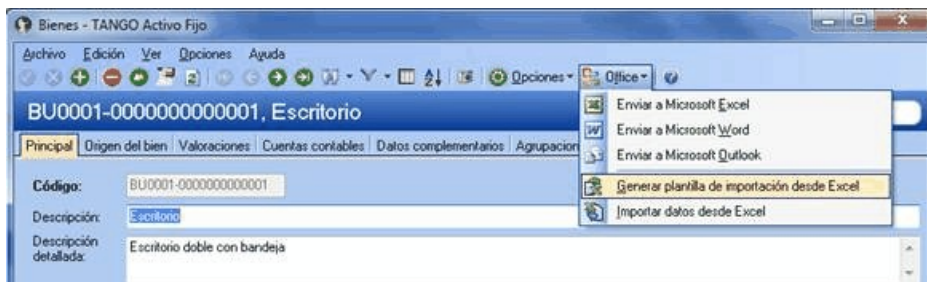 Bienes - TANGO Activo Fijo
Archivo Edición Ver Opciones Ayuda
Opciones Office
BU0001-0000000000001, Escritorio
Enviar a Microsoft Excel
Enviar a Microsoft Word
Enviar a Microsoft Outlook
Generar plantilla de importación desde Excel
Importar datos desde Excel
Principal Origen del bien Valoraciones Cuentas contables Datos complementarios Agrupacion
Código: BU0001-0000000000001
Descripción: Escritorio
Descripción detallada: Escritorio doble con bandeja